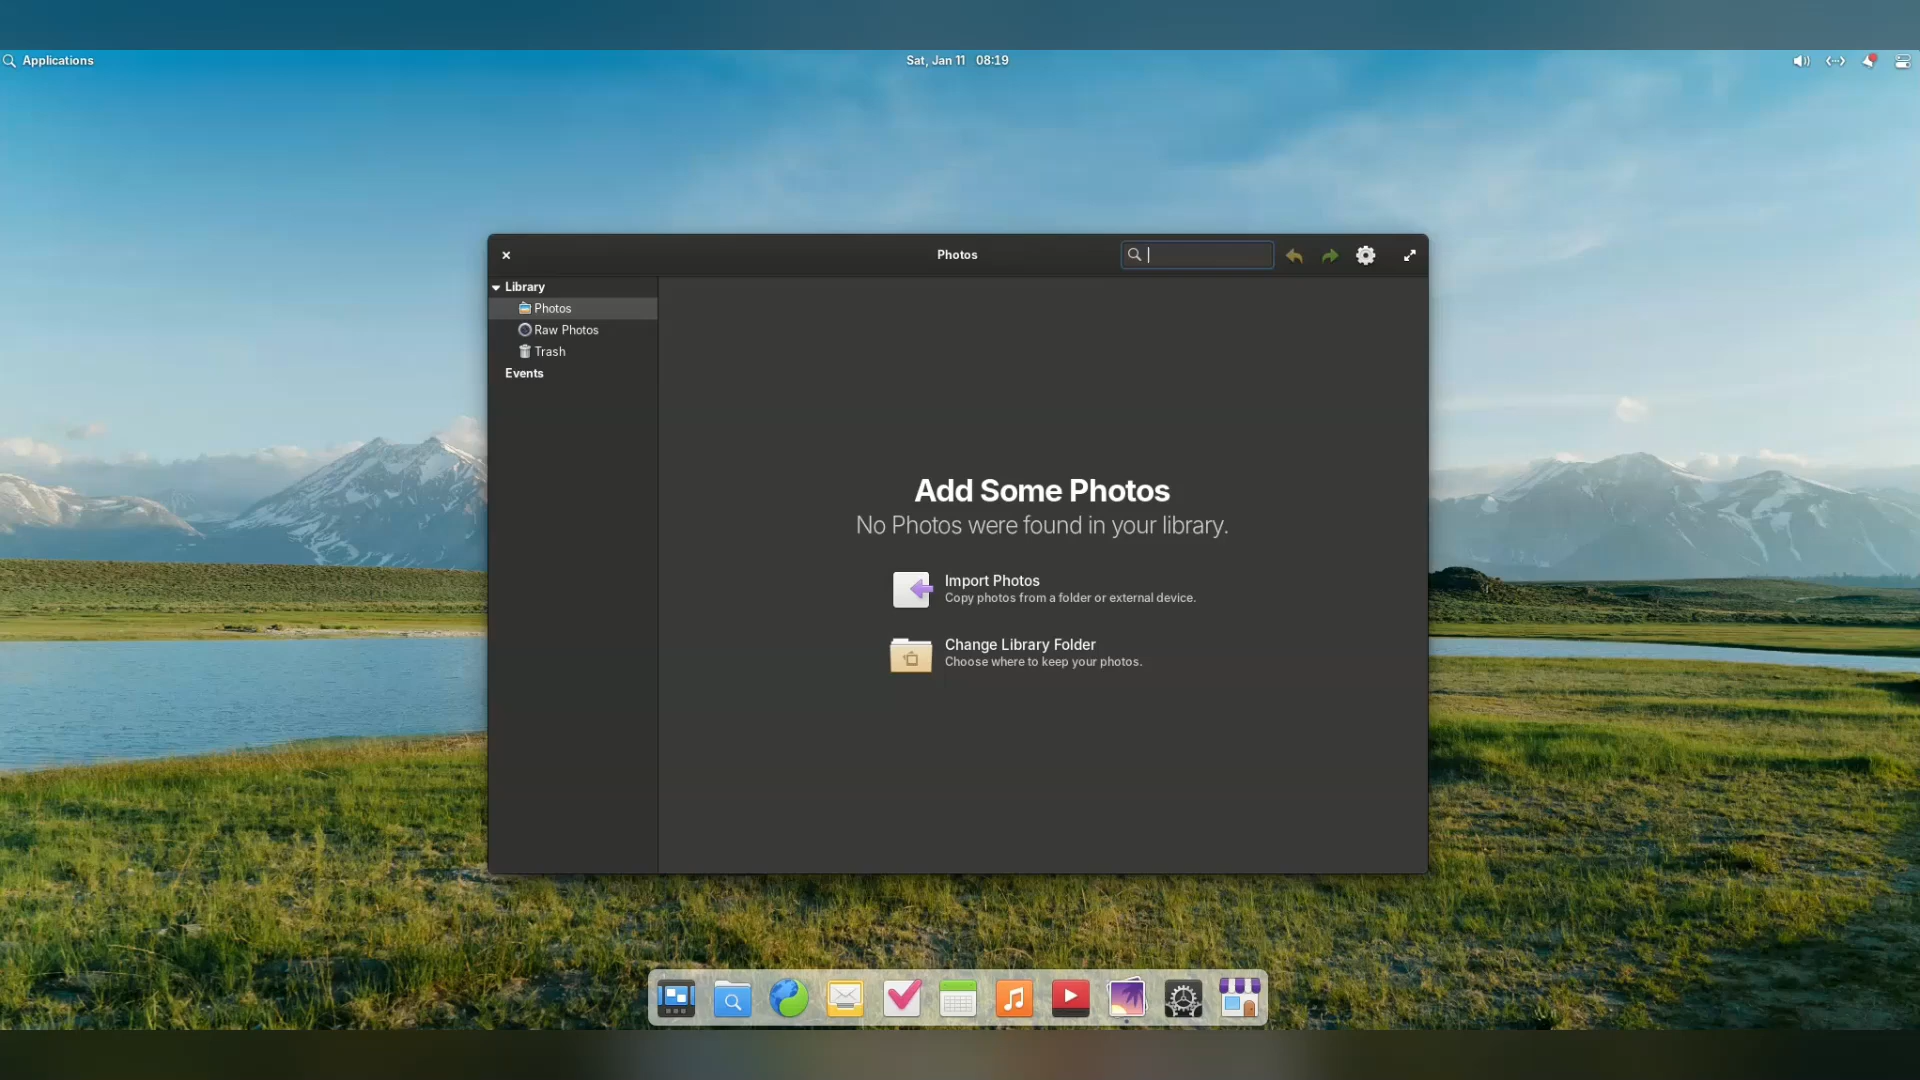 Applications
Sat, Jan 11 08:19
Photos
Library
Photos
Raw Photos
Trash
Events
Add Some Photos
No Photos were found in your library.
Import Photos
Copy photos from a folder or external device.
Change Library Folder
Choose where to keep your photos.